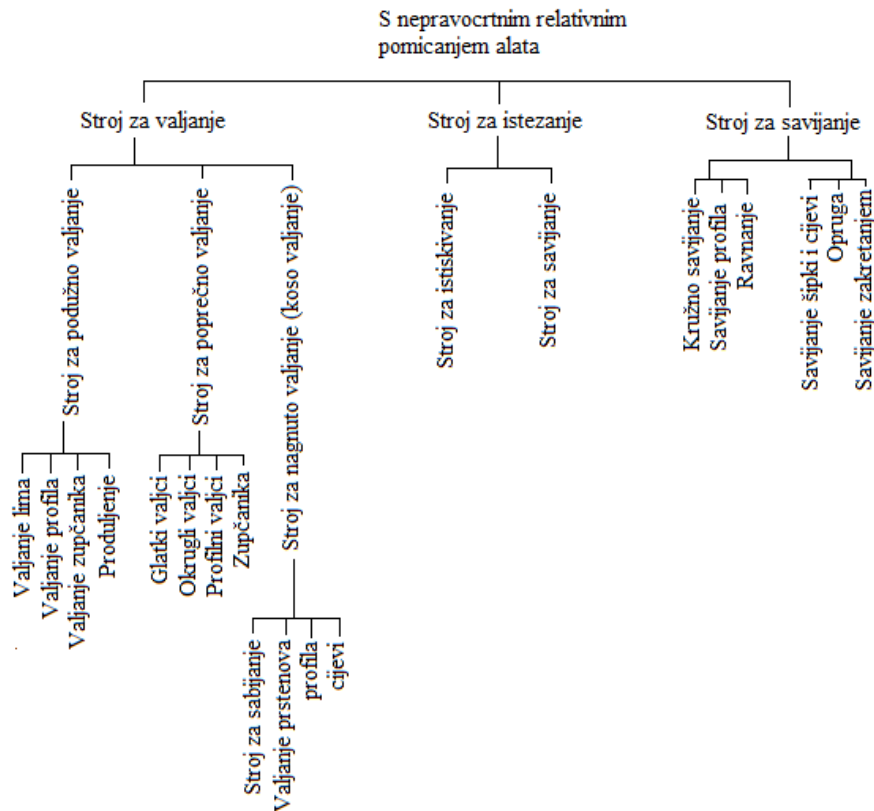 S nepravocrtnim relativnim
pomicanjem alata
Stroj za valjanje
Stroj za istezanje
Stroj za savijanje
Stroj za podužno valjanje
Stroj za poprečno valjanje
Stroj za nagnuto valjanje (koso valjanje)
Stroj za istiskivanje
Stroj za savijanje
Kružno savijanje
Savijanje profila
Ravnanje
Savijanje šipki i cijevi
Opruga
Savijanje zakretanjem
Valjanje lima
Valjanje profila
Valjanje zupčanika
Produljenje
Glatki valjci
Okrugli valjci
Profilni valjci
Zupčanika
Stroj za sabijanje
Valjanje prstenova
profila
cijevi